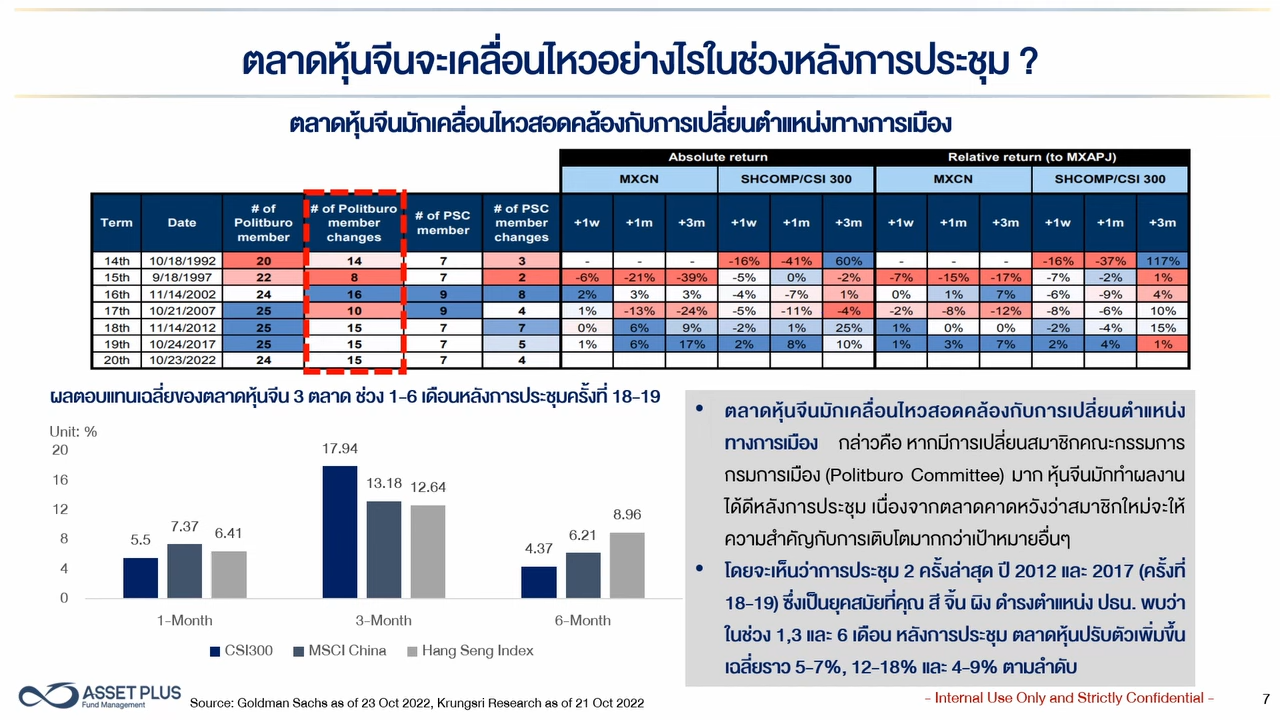 ตลาดหุ้นจีนจะเคลื่อนไหวอย่างไรในช่วงหลังการประชุม ?
ตลาดหุ้นจีนมักเคลื่อนไหวสอดคล้องกับการเปลี่ยนตำแหน่งทางการเมือง
Absolute return Relative return (to MXAPJ)
MXCN SHCOMP/CSI 300 MXCN SHCOMP/CSI 300
Term Date # of Politburo member # of Politburo member changes # of PSC member # of PSC member changes +1w +1m +3m +1w +1m +3m +1w +1m +3m +1w +1m +3m
14th 10/18/1992 20 14 7 3 - - - -16% -41% 60% - - - -16% -37% 117%
15th 9/18/1997 22 8 7 2 -6% -21% -39% -5% 0% -2% -7% -15% -17% -7% -2% 1%
16th 11/14/2002 24 16 9 8 2% 3% 3% -4% -7% 1% 0% 1% 7% -6% -9% 4%
17th 10/21/2007 25 10 9 4 1% -13% -24% -5% -11% -4% -2% -8% -12% -8% -6% 10%
18th 11/14/2012 25 15 7 7 0% 6% 9% -2% 1% 25% 1% 0% 0% -2% -4% 15%
19th 10/24/2017 25 15 7 5 1% 6% 17% 2% 8% 10% 1% 3% 7% 2% 4% 1%
20th 10/23/2022 24 15 7 4
ผลตอบแทนเฉลี่ยของตลาดหุ้นจีน 3 ตลาด ช่วง 1-6 เดือนหลังการประชุมครั้งที่ 18-19
Unit: %
20
16
12
8
4
0
5.5 7.37 6.41
17.94 13.18 12.64
4.37 6.21 8.96
1-Month 3-Month 6-Month
CSI300 MSCI China Hang Seng Index
• ตลาดหุ้นจีนมักเคลื่อนไหวสอดคล้องกับการเปลี่ยนตำแหน่ง
ทางการเมือง กล่าวคือ หากมีการเปลี่ยนสมาชิกคณะกรรมการ
กรมการเมือง (Politburo Committee) มาก หุ้นจีนมักทำผลงาน
ได้ดีหลังการประชุม เนื่องจากตลาดคาดหวังว่าสมาชิกใหม่จะให้
ความสำคัญกับการเติบโตมากกว่าเป้าหมายอื่นๆ
• โดยจะเห็นว่าการประชุม 2 ครั้งล่าสุด ปี 2012 และ 2017 (ครั้งที่
18-19) ซึ่งเป็นยุคสมัยที่คุณ สี จิ้น ผิง ดำรงตำแหน่ง ปธน. พบว่า
ในช่วง 1,3 และ 6 เดือน หลังการประชุม ตลาดหุ้นปรับตัวเพิ่มขึ้น
เฉลี่ยราว 5-7%, 12-18% และ 4-9% ตามลำดับ
ASSET PLUS
Fund Management
Source: Goldman Sachs as of 23 Oct 2022, Krungsri Research as of 21 Oct 2022
- Internal Use Only and Strictly Confidential -
7